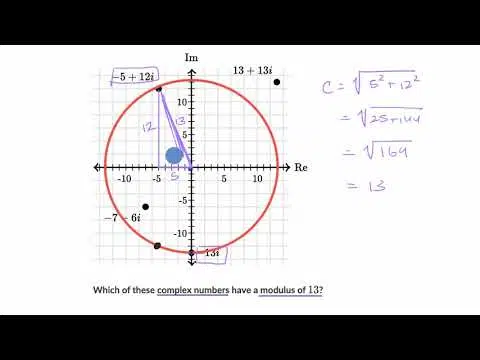 Im
-5 + 12i
13 + 13i
10
12
13
5
5
-10
-5
5
10
Re
-7 - 6i
-5
-10
-13i
C = √5² + 12²
= √25+144
= √169
= 13
Which of these complex numbers have a modulus of 13?